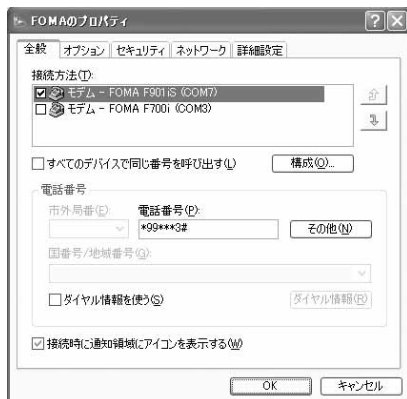 FOMAのプロパティ
全般 オプション セキュリティ ネットワーク 詳細設定
接続方法(T):
モデム - FOMA F901iS (COM7)
モデム - FOMA F700i (COM3)
すべてのデバイスで同じ番号を呼び出す(L) 構成(O)...
電話番号
市外局番(E): 電話番号(P):
*99***3# その他(N)
国番号/地域番号(G):
ダイヤル情報を使う(S) ダイヤル情報(R)
接続時に通知領域にアイコンを表示する(W)
OK キャンセル